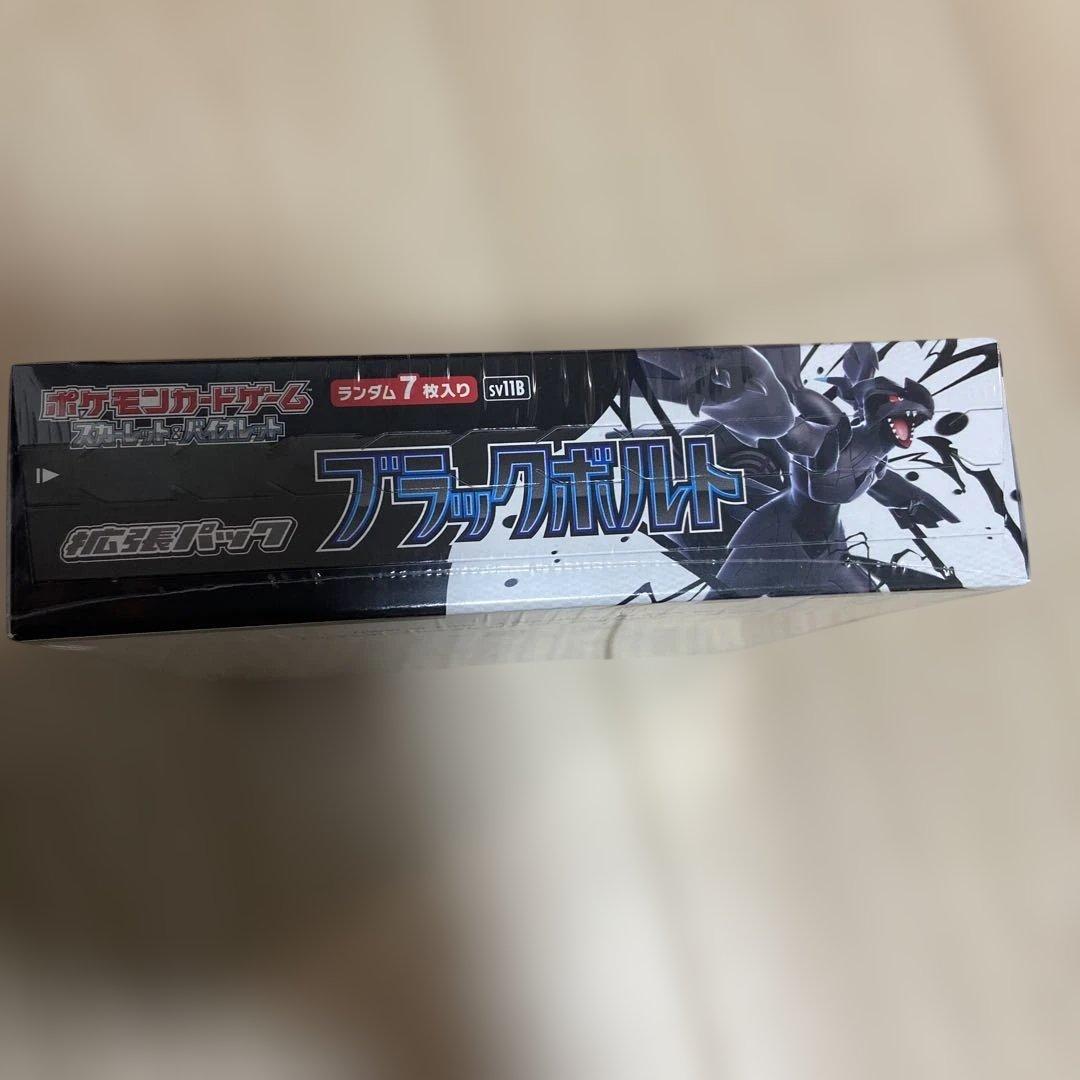 ポケモンカードゲーム
スカーレット&バイオレット
ランダム7枚入り
sv11B
拡張パック
ブラックボルト